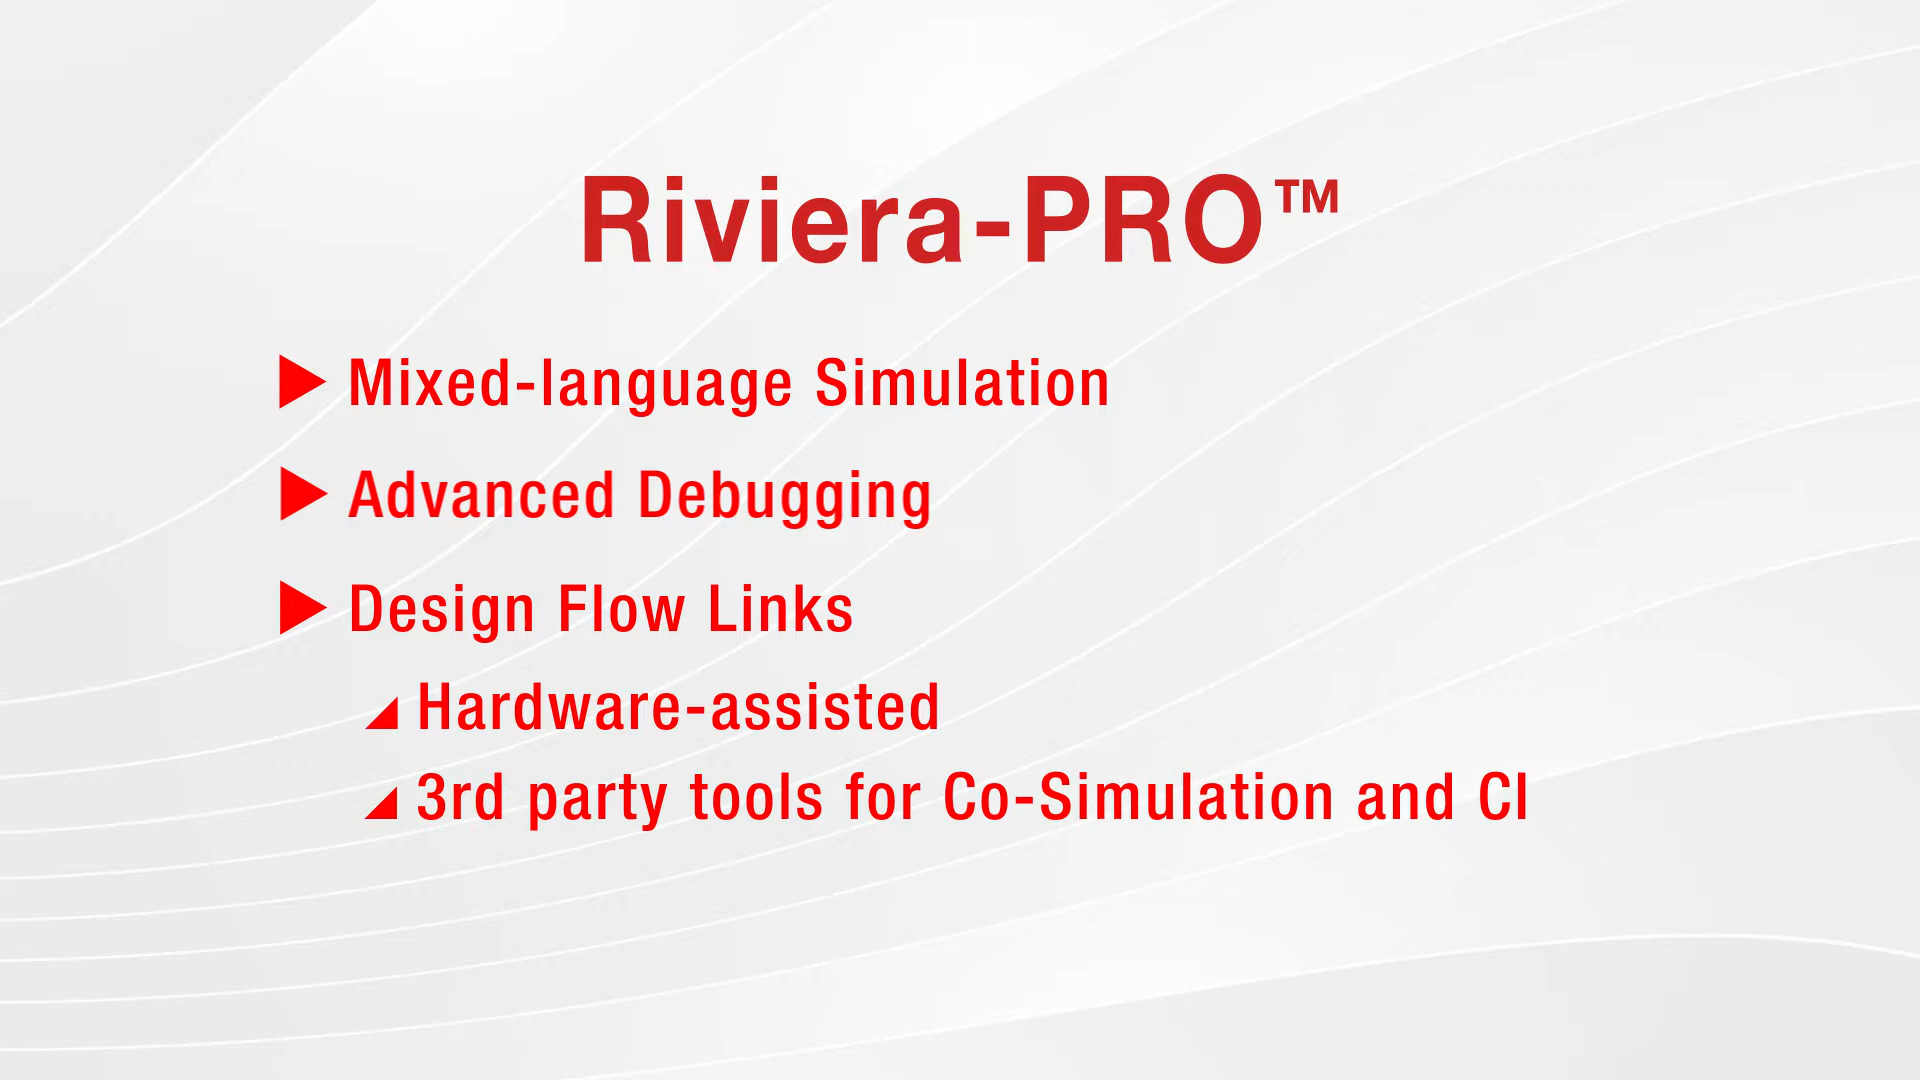 Riviera-PRO™
Mixed-language Simulation
Advanced Debugging
Design Flow Links
Hardware-assisted
3rd party tools for Co-Simulation and CI